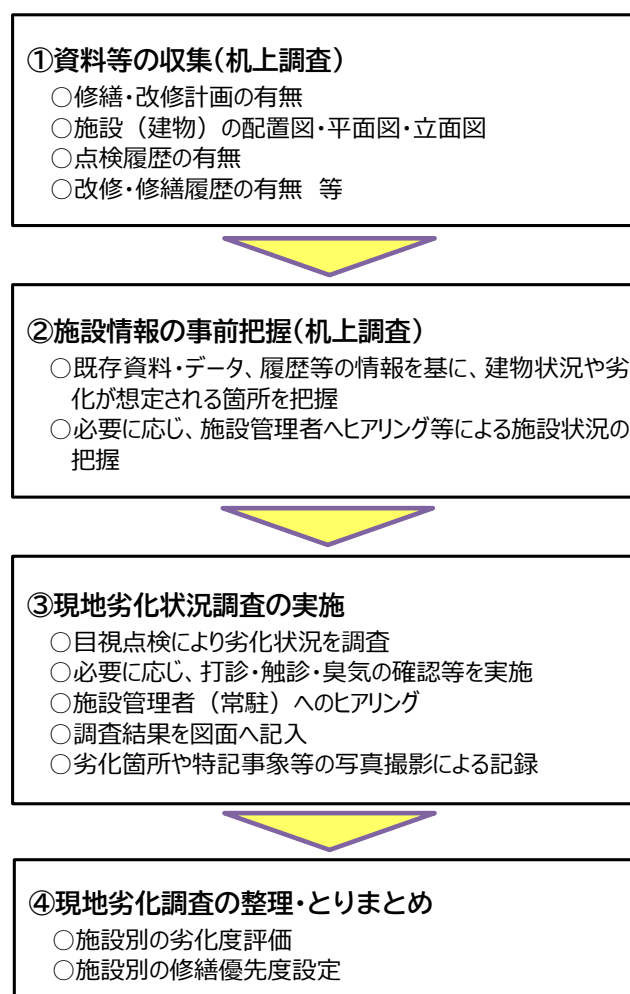 ①資料等の収集(机上調査)
○修繕・改修計画の有無
○施設（建物）の配置図・平面図・立面図
○点検履歴の有無
○改修・修繕履歴の有無　等
②施設情報の事前把握(机上調査)
○既存資料・データ、履歴等の情報を基に、建物状況や劣
化が想定される箇所を把握
○必要に応じ、施設管理者へヒアリング等による施設状況の
把握
③現地劣化状況調査の実施
○目視点検により劣化状況を調査
○必要に応じ、打診・触診・臭気の確認等を実施
○施設管理者（常駐）へのヒアリング
○調査結果を図面へ記入
○劣化箇所や特記事象等の写真撮影による記録
④現地劣化調査の整理・とりまとめ
○施設別の劣化度評価
○施設別の修繕優先度設定